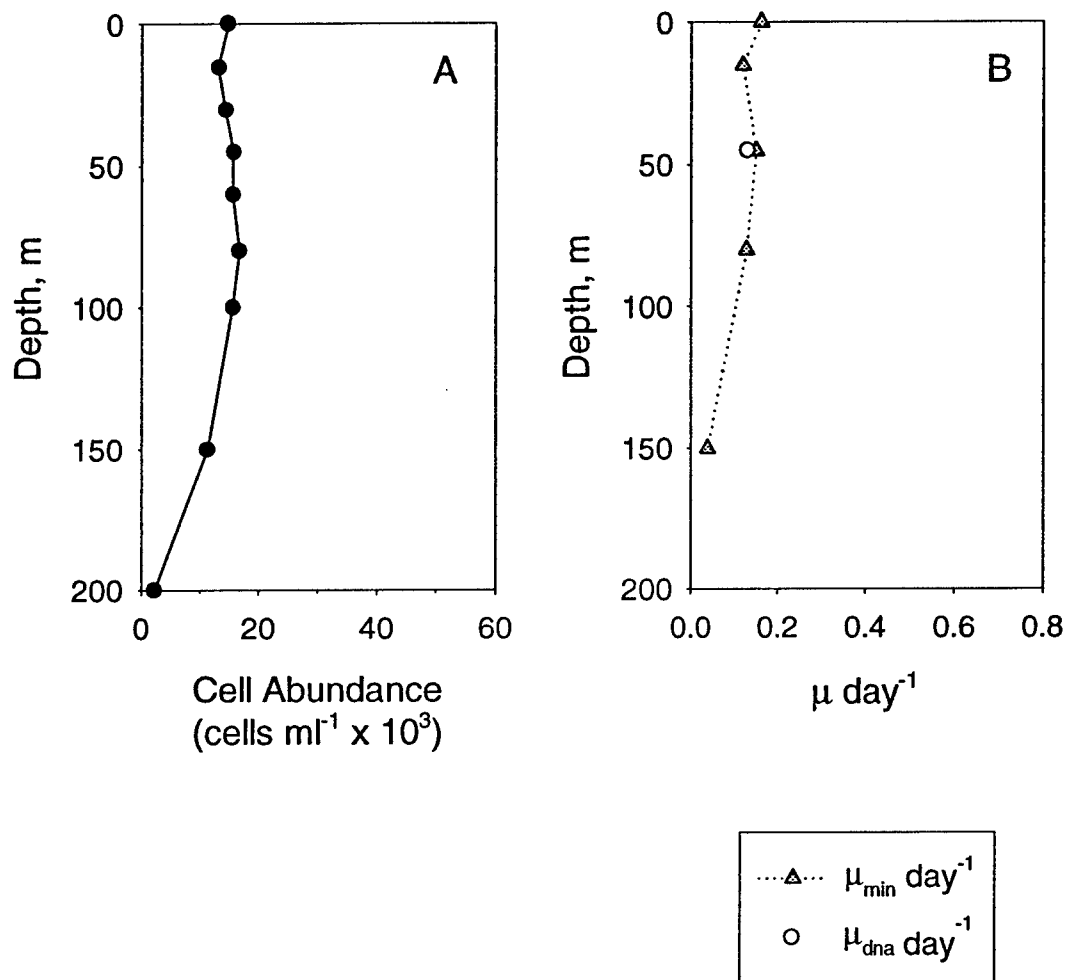 A
0
50
100
150
200
Depth, m
0 20 40 60
Cell Abundance
(cells ml⁻¹ x 10³)
B
0
50
100
150
200
Depth, m
0.0 0.2 0.4 0.6 0.8
μ day⁻¹
μmin day⁻¹
μdna day⁻¹